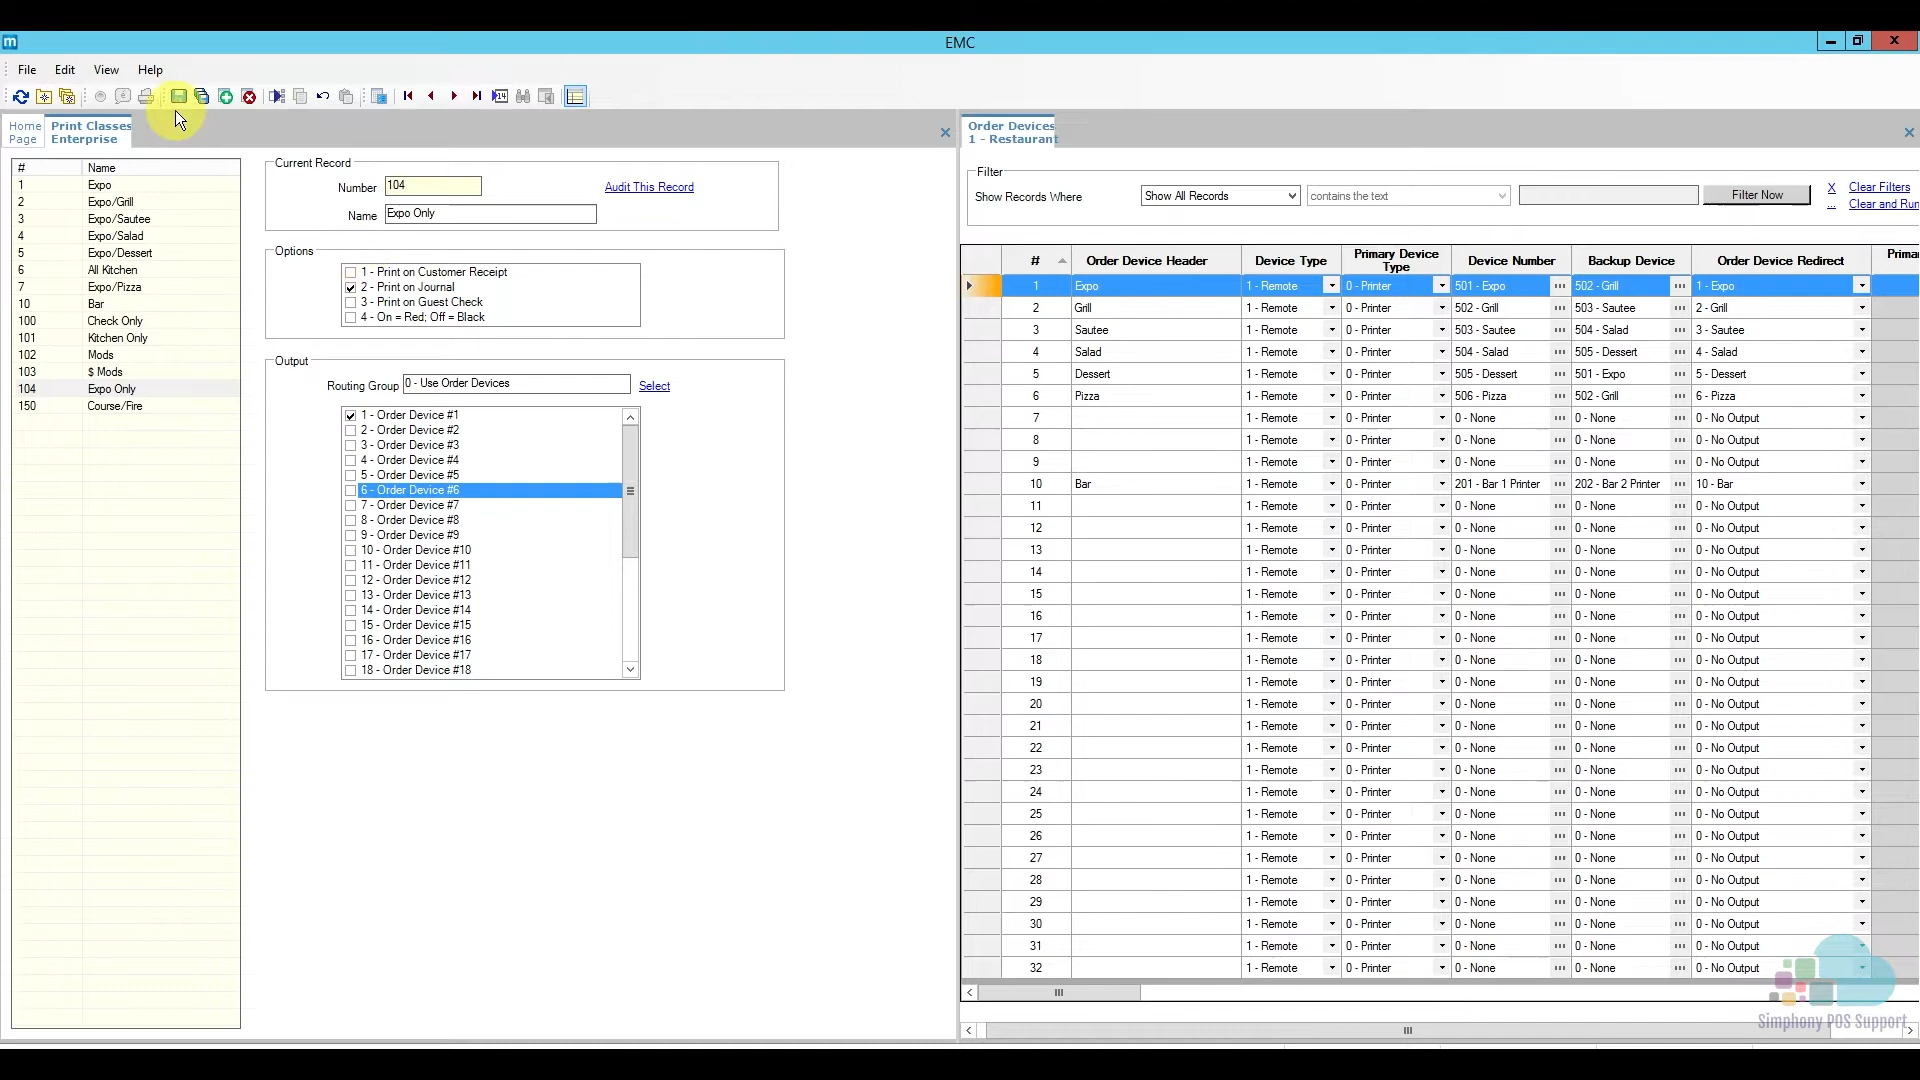 EMC
File Edit View Help
Home Page
Print Classes Enterprise
Order Devices
1 - Restaurant
# Name
1 Expo
2 Expo/Grill
3 Expo/Sautee
4 Expo/Salad
5 Expo/Dessert
6 All Kitchen
7 Expo/Pizza
10 Bar
100 Check Only
101 Kitchen Only
102 Mods
103 $ Mods
104 Expo Only
150 Course/Fire
Current Record
Number 104 Audit This Record
Name Expo Only
Options
1 - Print on Customer Receipt
2 - Print on Journal
3 - Print on Guest Check
4 - On = Red; Off = Black
Output
Routing Group 0 - Use Order Devices Select
1 - Order Device #1
2 - Order Device #2
3 - Order Device #3
4 - Order Device #4
5 - Order Device #5
6 - Order Device #6
7 - Order Device #7
8 - Order Device #8
9 - Order Device #9
10 - Order Device #10
11 - Order Device #11
12 - Order Device #12
13 - Order Device #13
14 - Order Device #14
15 - Order Device #15
16 - Order Device #16
17 - Order Device #17
18 - Order Device #18
Filter
Show Records Where Show All Records contains the text Filter Now X Clear Filters
... Clear and Run
# Order Device Header Device Type Primary Device Type Device Number Backup Device Order Device Redirect Prima
1 Expo 1 - Remote 0 - Printer 501 - Expo 502 - Grill 1 - Expo
2 Grill 1 - Remote 0 - Printer 502 - Grill 503 - Sautee 2 - Grill
3 Sautee 1 - Remote 0 - Printer 503 - Sautee 504 - Salad 3 - Sautee
4 Salad 1 - Remote 0 - Printer 504 - Salad 505 - Dessert 4 - Salad
5 Dessert 1 - Remote 0 - Printer 505 - Dessert 501 - Expo 5 - Dessert
6 Pizza 1 - Remote 0 - Printer 506 - Pizza 502 - Grill 6 - Pizza
7 1 - Remote 0 - Printer 0 - None 0 - None 0 - No Output
8 1 - Remote 0 - Printer 0 - None 0 - None 0 - No Output
9 1 - Remote 0 - Printer 0 - None 0 - None 0 - No Output
10 Bar 1 - Remote 0 - Printer 201 - Bar 1 Printer 202 - Bar 2 Printer 10 - Bar
11 1 - Remote 0 - Printer 0 - None 0 - None 0 - No Output
12 1 - Remote 0 - Printer 0 - None 0 - None 0 - No Output
13 1 - Remote 0 - Printer 0 - None 0 - None 0 - No Output
14 1 - Remote 0 - Printer 0 - None 0 - None 0 - No Output
15 1 - Remote 0 - Printer 0 - None 0 - None 0 - No Output
16 1 - Remote 0 - Printer 0 - None 0 - None 0 - No Output
17 1 - Remote 0 - Printer 0 - None 0 - None 0 - No Output
18 1 - Remote 0 - Printer 0 - None 0 - None 0 - No Output
19 1 - Remote 0 - Printer 0 - None 0 - None 0 - No Output
20 1 - Remote 0 - Printer 0 - None 0 - None 0 - No Output
21 1 - Remote 0 - Printer 0 - None 0 - None 0 - No Output
22 1 - Remote 0 - Printer 0 - None 0 - None 0 - No Output
23 1 - Remote 0 - Printer 0 - None 0 - None 0 - No Output
24 1 - Remote 0 - Printer 0 - None 0 - None 0 - No Output
25 1 - Remote 0 - Printer 0 - None 0 - None 0 - No Output
26 1 - Remote 0 - Printer 0 - None 0 - None 0 - No Output
27 1 - Remote 0 - Printer 0 - None 0 - None 0 - No Output
28 1 - Remote 0 - Printer 0 - None 0 - None 0 - No Output
29 1 - Remote 0 - Printer 0 - None 0 - None 0 - No Output
30 1 - Remote 0 - Printer 0 - None 0 - None 0 - No Output
31 1 - Remote 0 - Printer 0 - None 0 - None 0 - No Output
32 1 - Remote 0 - Printer 0 - None 0 - None 0 - No Output
Simphony POS Support